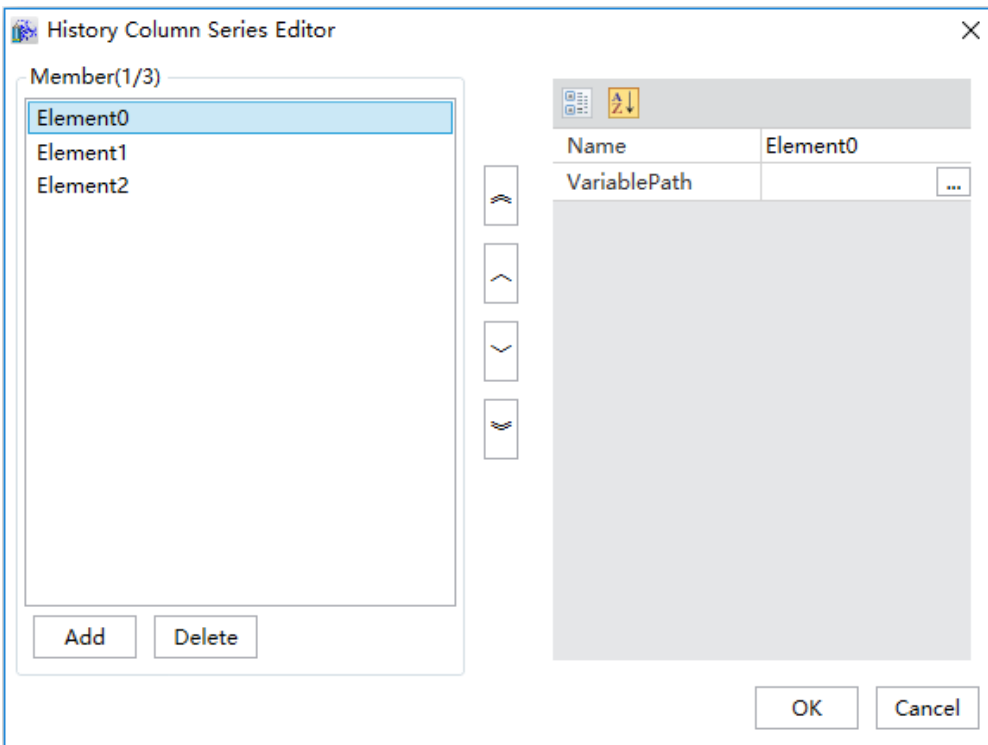 History Column Series Editor
Member(1/3)
Element0
Element1
Element2
Add
Delete
Name
Element0
VariablePath
...
OK
Cancel